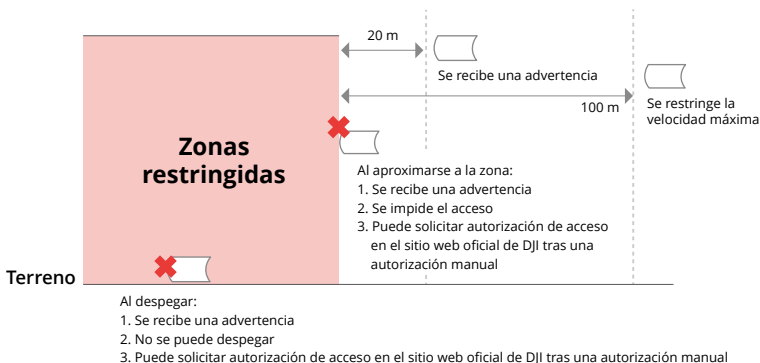 20 m
Se recibe una advertencia
100 m
Se restringe la
velocidad máxima
Zonas
restringidas
Al aproximarse a la zona:
1. Se recibe una advertencia
2. Se impide el acceso
3. Puede solicitar autorización de acceso
en el sitio web oficial de DJI tras una
autorización manual
Terreno
Al despegar:
1. Se recibe una advertencia
2. No se puede despegar
3. Puede solicitar autorización de acceso en el sitio web oficial de DJI tras una autorización manual